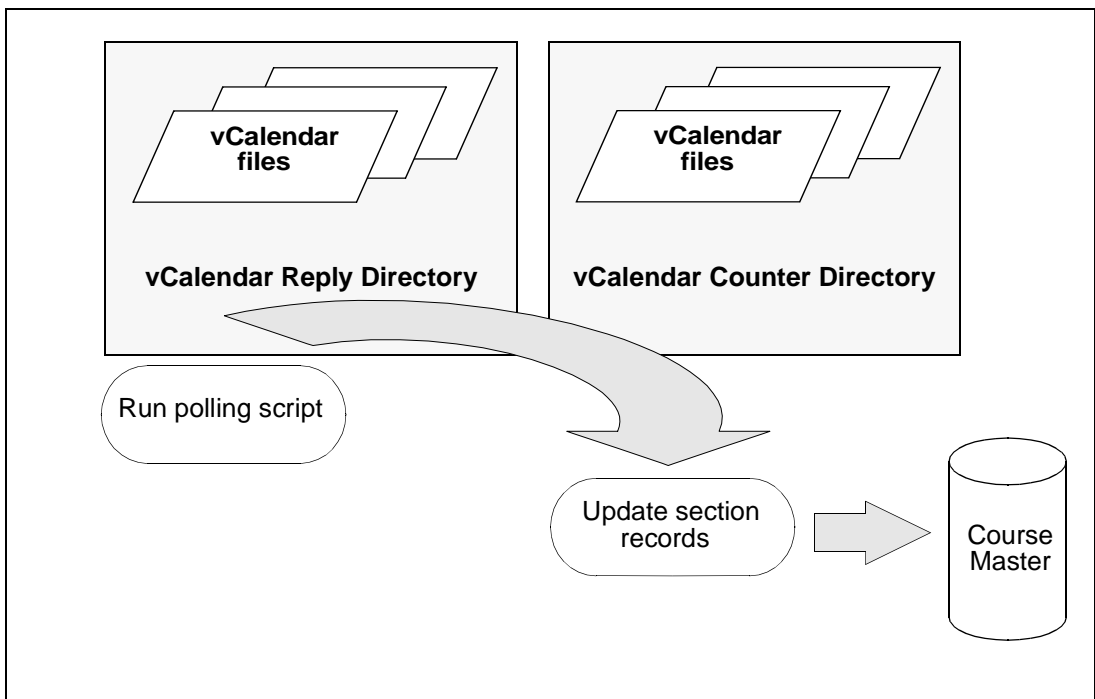 vCalendar
files
vCalendar
files
vCalendar Reply Directory
vCalendar Counter Directory
Run polling script
Update section
records
Course
Master